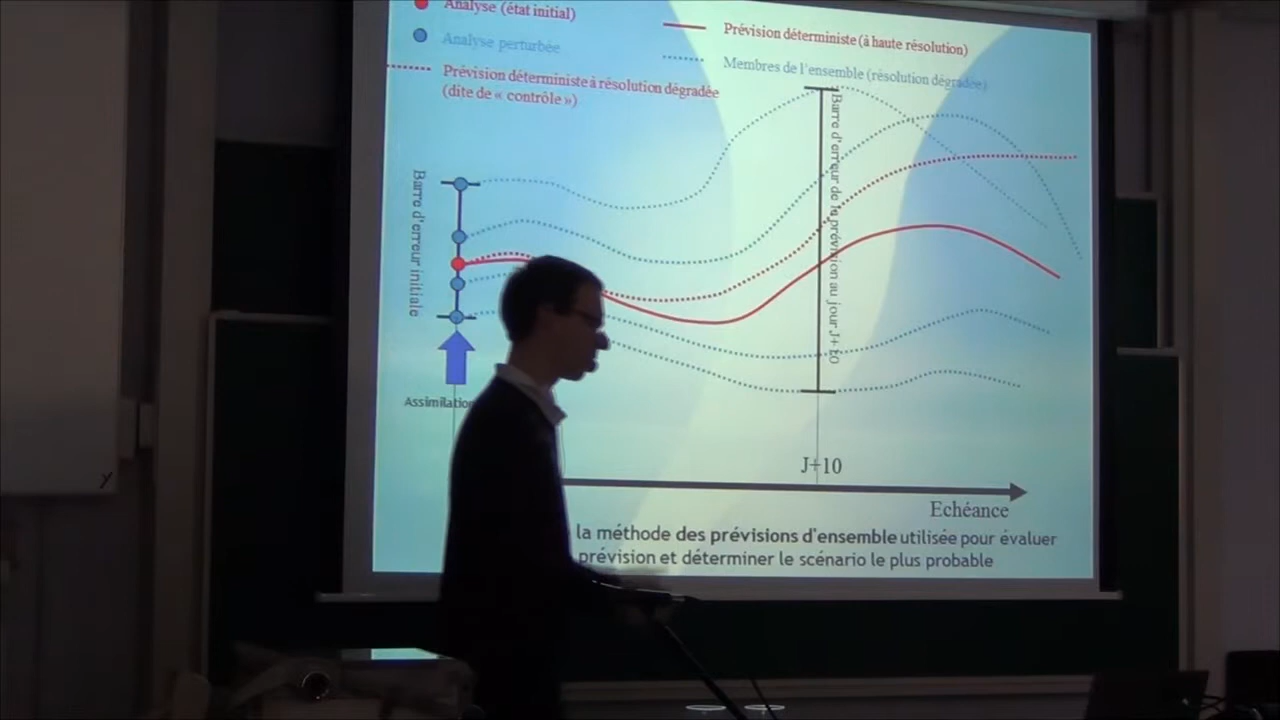 Analyse (état initial)
Analyse perturbée
Prévision déterministe à résolution dégradée
(dite de « contrôle »)
Prévision déterministe (à haute résolution)
Membres de l'ensemble (résolution dégradée)
Barre d'erreur initiale
Barre d'erreur de la prévision au jour J+10
Assimilation
J+10
Echéance
la méthode des prévisions d'ensemble utilisée pour évaluer
prévision et déterminer le scénario le plus probable